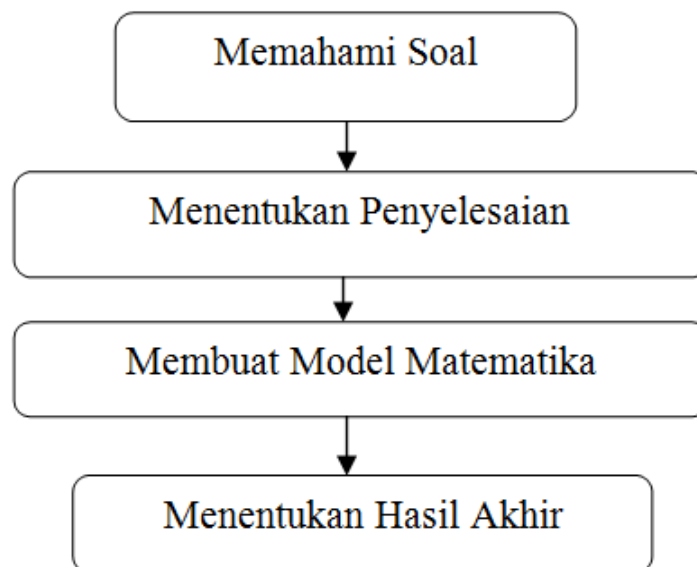 Memahami Soal
Menentukan Penyelesaian
Membuat Model Matematika
Menentukan Hasil Akhir